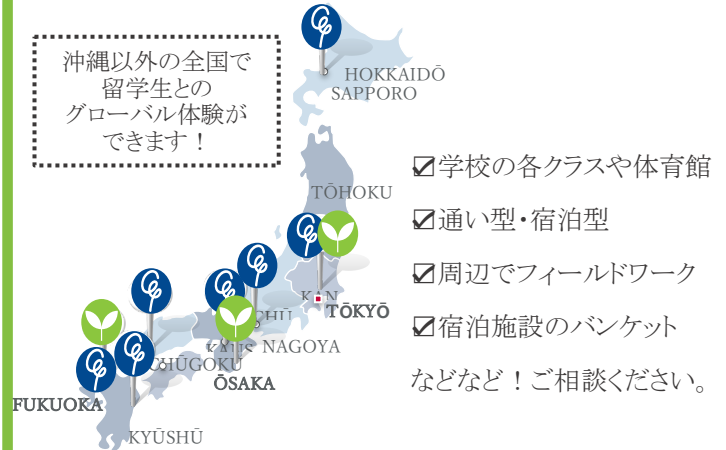 沖縄以外の全国で
留学生との
グローバル体験が
できます！
HOKKAIDŌ
SAPPORO
TŌHOKU
TŌKYŌ
NAGOYA
CHŪGOKU
ŌSAKA
FUKUOKA
KYŪSHŪ
☑学校の各クラスや体育館
☑通い型・宿泊型
☑周辺でフィールドワーク
☑宿泊施設のバンケット
などなど！ご相談ください。